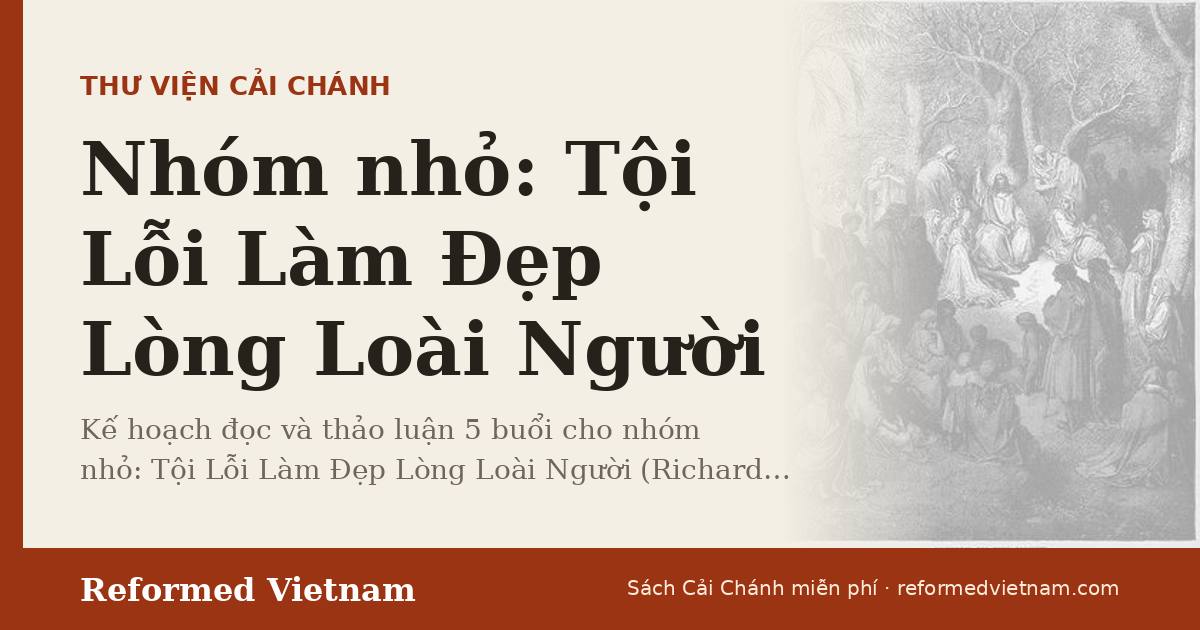 THƯ VIỆN CẢI CHÁNH
Nhóm nhỏ: Tội
Lỗi Làm Đẹp
Lòng Loài Người
Kế hoạch đọc và thảo luận 5 buổi cho nhóm
nhỏ: Tội Lỗi Làm Đẹp Lòng Loài Người (Richard…
Reformed Vietnam
Sách Cải Chánh miễn phí · reformedvietnam.com